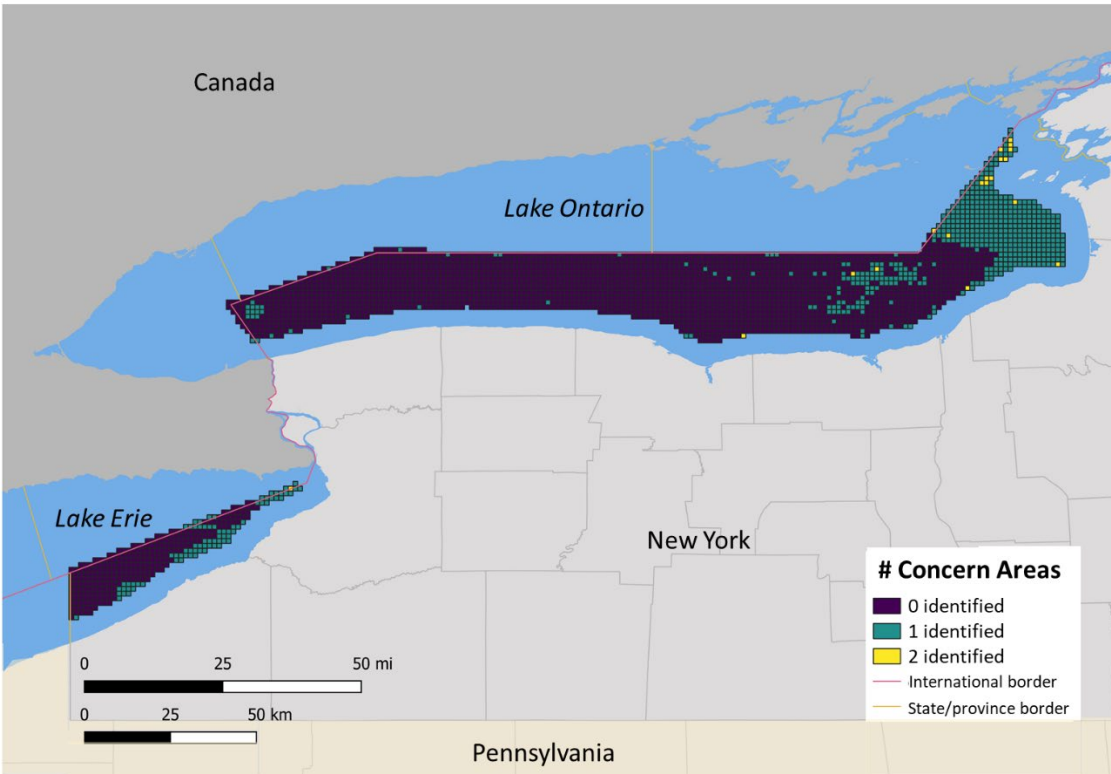 Canada
Lake Ontario
Lake Erie
New York
# Concern Areas
0 identified
1 identified
2 identified
International border
State/province border
0 25 50 mi
0 25 50 km
Pennsylvania